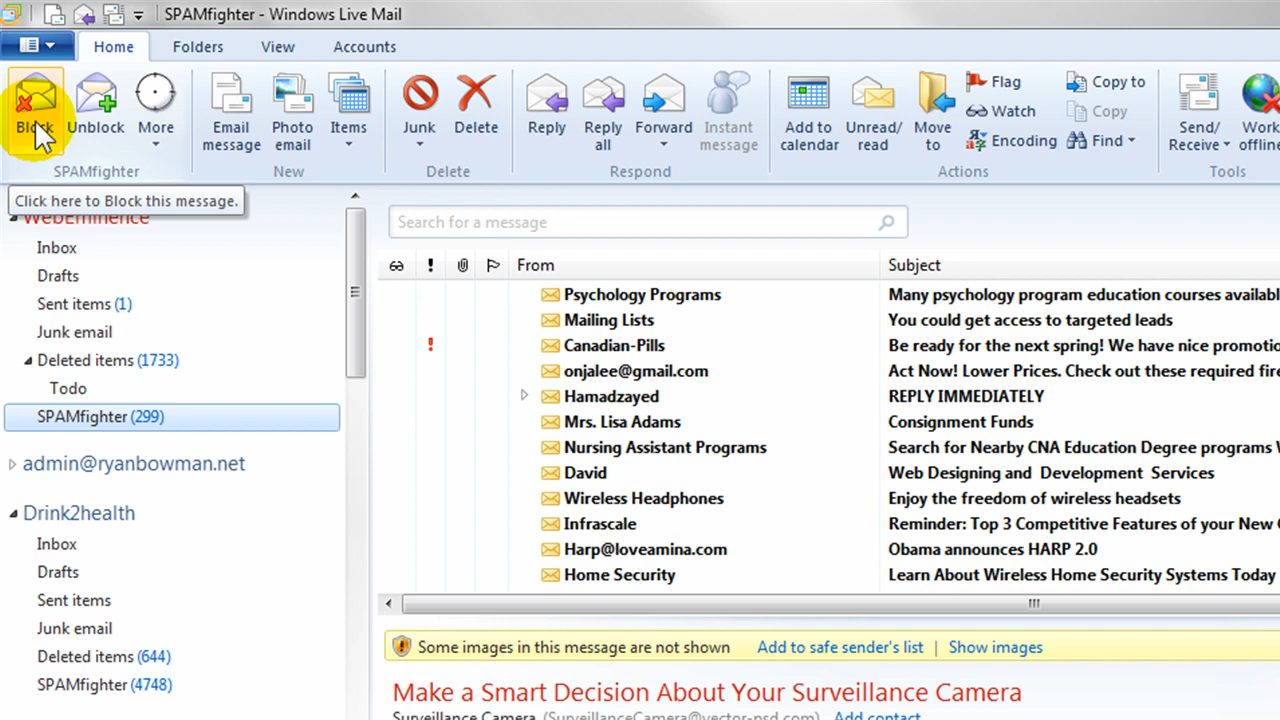 SPAMfighter - Windows Live Mail
Home Folders View Accounts
Block Unblock More Email message Photo email Items Junk Delete Reply Reply all Forward Instant message Add to calendar Unread/ read Move to Flag Watch Encoding Copy to Copy Find Send/ Receive Work offline
SPAMfighter New Delete Respond Actions Tools
Click here to Block this message.
WebEminence
Inbox
Drafts
Sent items (1)
Junk email
Deleted items (1733)
Todo
SPAMfighter (299)
admin@ryanbowman.net
Drink2health
Inbox
Drafts
Sent items
Junk email
Deleted items (644)
SPAMfighter (4748)
Search for a message
! From Subject
Psychology Programs Many psychology program education courses availabl
Mailing Lists You could get access to targeted leads
! Canadian-Pills Be ready for the next spring! We have nice promotio
onjalee@gmail.com Act Now! Lower Prices. Check out these required fire
Hamadzayed REPLY IMMEDIATELY
Mrs. Lisa Adams Consignment Funds
Nursing Assistant Programs Search for Nearby CNA Education Degree programs W
David Web Designing and Development Services
Wireless Headphones Enjoy the freedom of wireless headsets
Infrascale Reminder: Top 3 Competitive Features of your New C
Harp@loveamina.com Obama announces HARP 2.0
Home Security Learn About Wireless Home Security Systems Today
Some images in this message are not shown Add to safe sender's list | Show images
Make a Smart Decision About Your Surveillance Camera
Surveillance Camera (SurveillanceCamera@vector-psd.com) Add contact